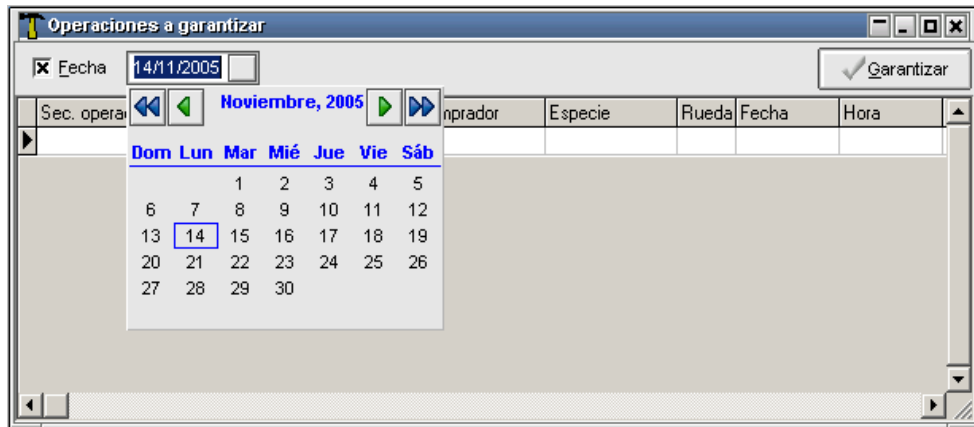 Operaciones a garantizar
Fecha 14/11/2005 Garantizar
Noviembre, 2005
Sec. Especie Rueda Fecha Hora
Dom Lun Mar Mié Jue Vie Sáb
1 2 3 4 5
6 7 8 9 10 11 12
13 14 15 16 17 18 19
20 21 22 23 24 25 26
27 28 29 30